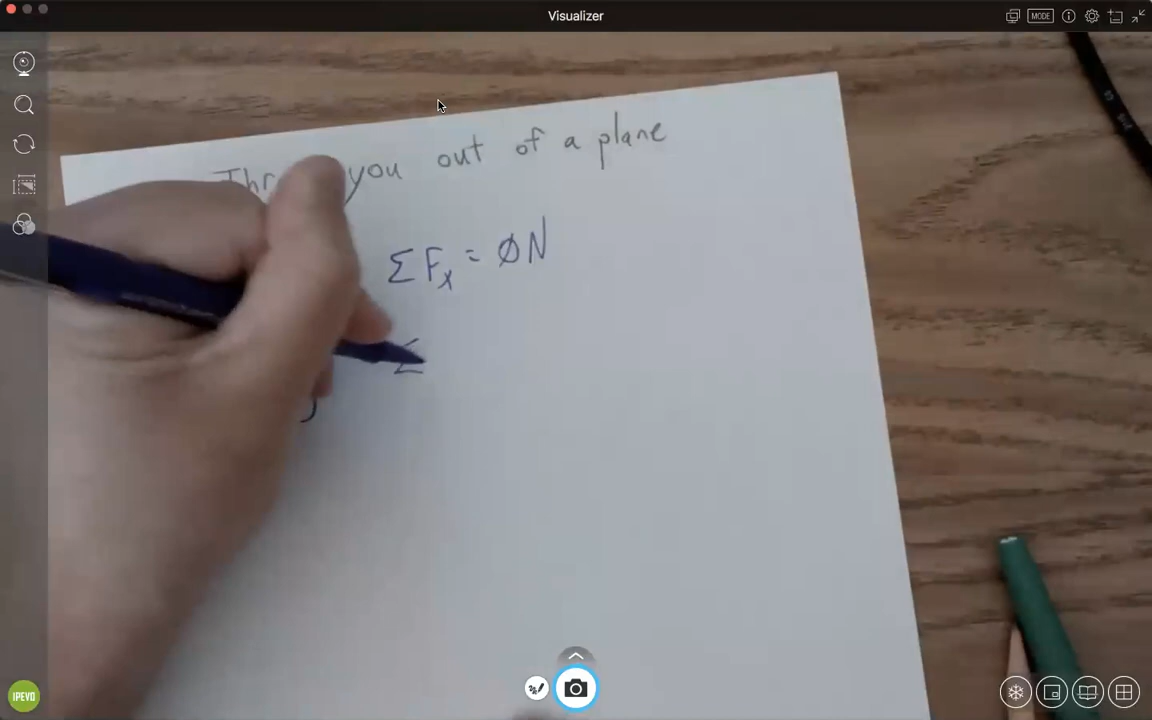 Visualizer
MODE
you out of a plane
ΣFₓ = ØN
Σ
IPEVO